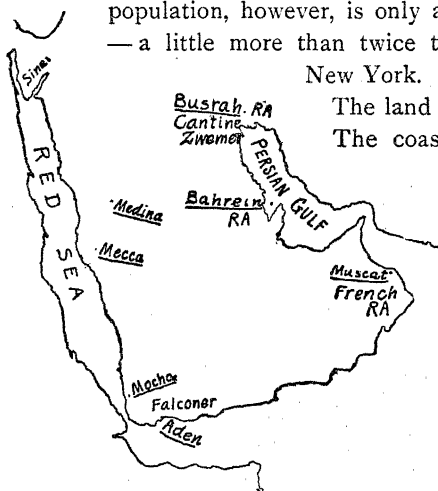 population, however, is only a
— a little more than twice t
New York.
The land
The coas
Sinai
Busrah. RA
Cantine
Zwemer
PERSIAN GULF
RED SEA
Medina
Bahrein
RA
Mecca
Muscat
French
RA
Mocha
Falconer
Aden